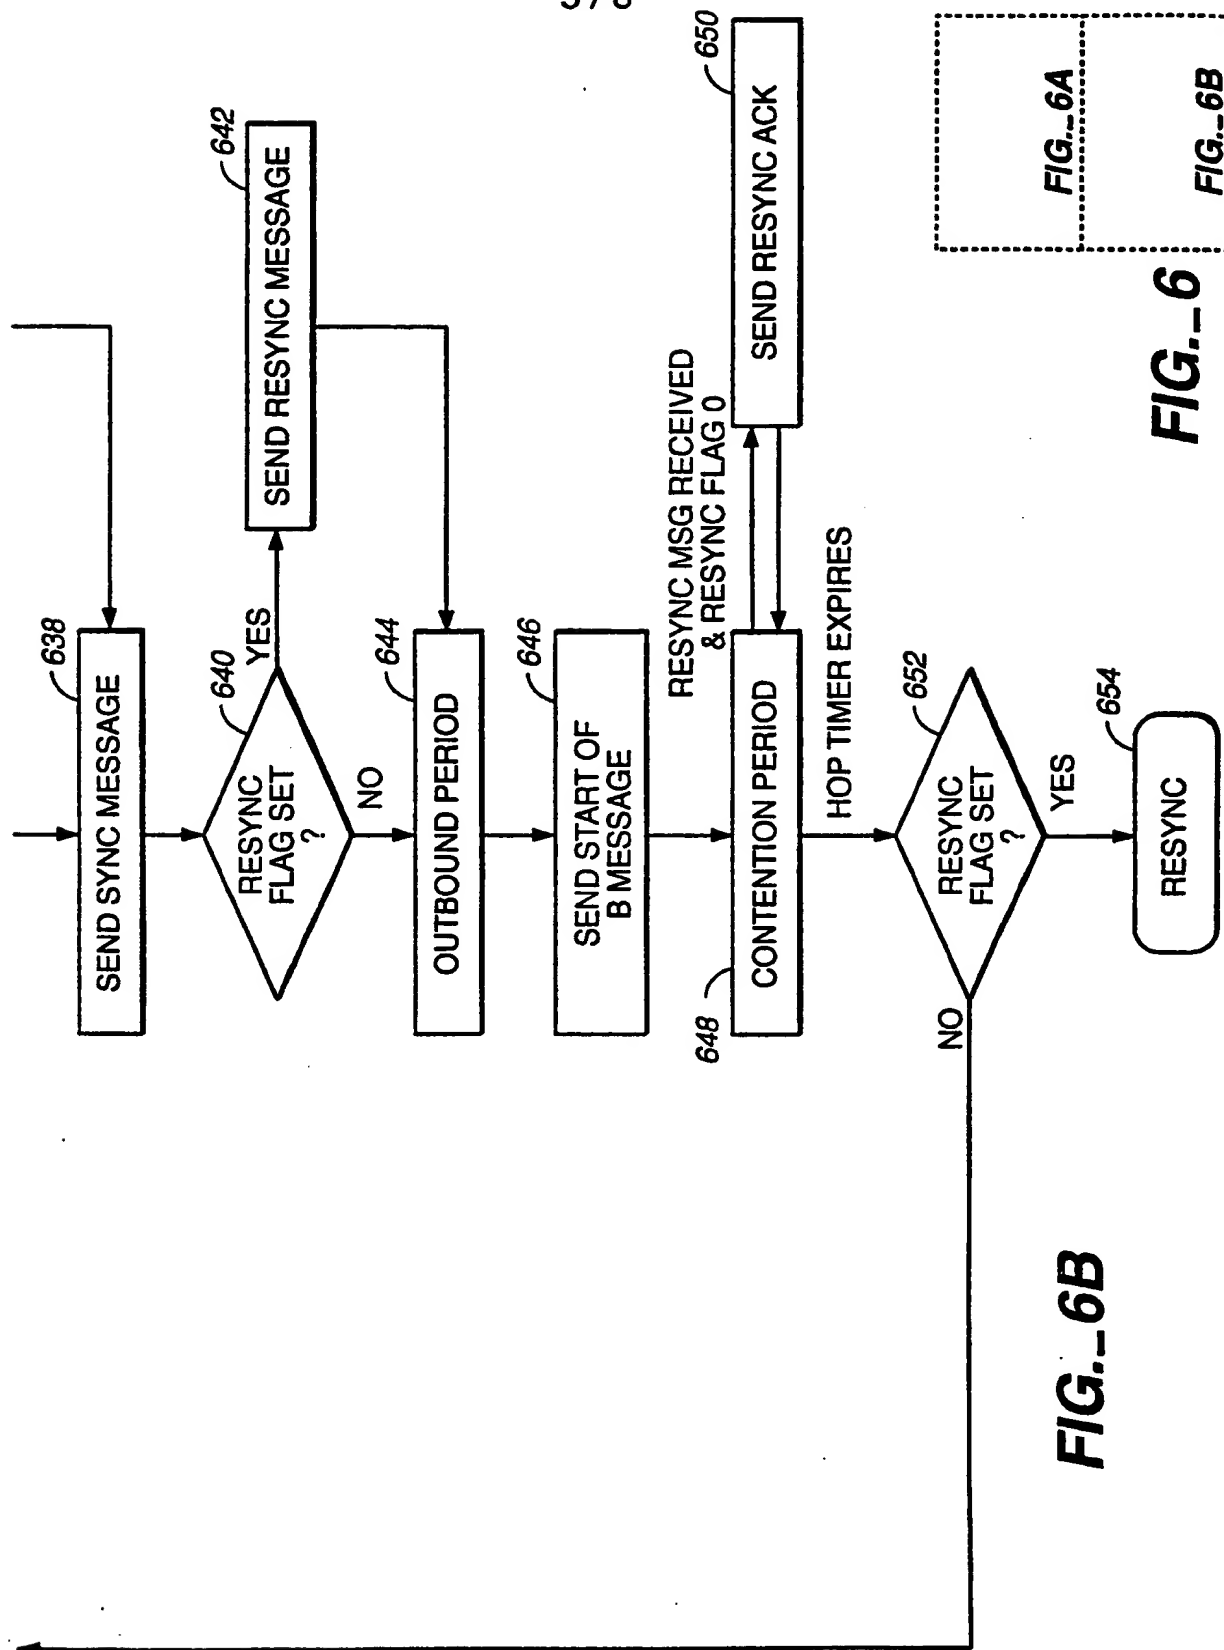 638
SEND SYNC MESSAGE
640
RESYNC
FLAG SET
?
YES
642
SEND RESYNC MESSAGE
NO
644
OUTBOUND PERIOD
646
SEND START OF
B MESSAGE
RESYNC MSG RECEIVED
& RESYNC FLAG 0
648
CONTENTION PERIOD
650
SEND RESYNC ACK
HOP TIMER EXPIRES
652
RESYNC
FLAG SET
?
NO
YES
654
RESYNC
FIG._6B
FIG._6
FIG._6A
FIG._6B